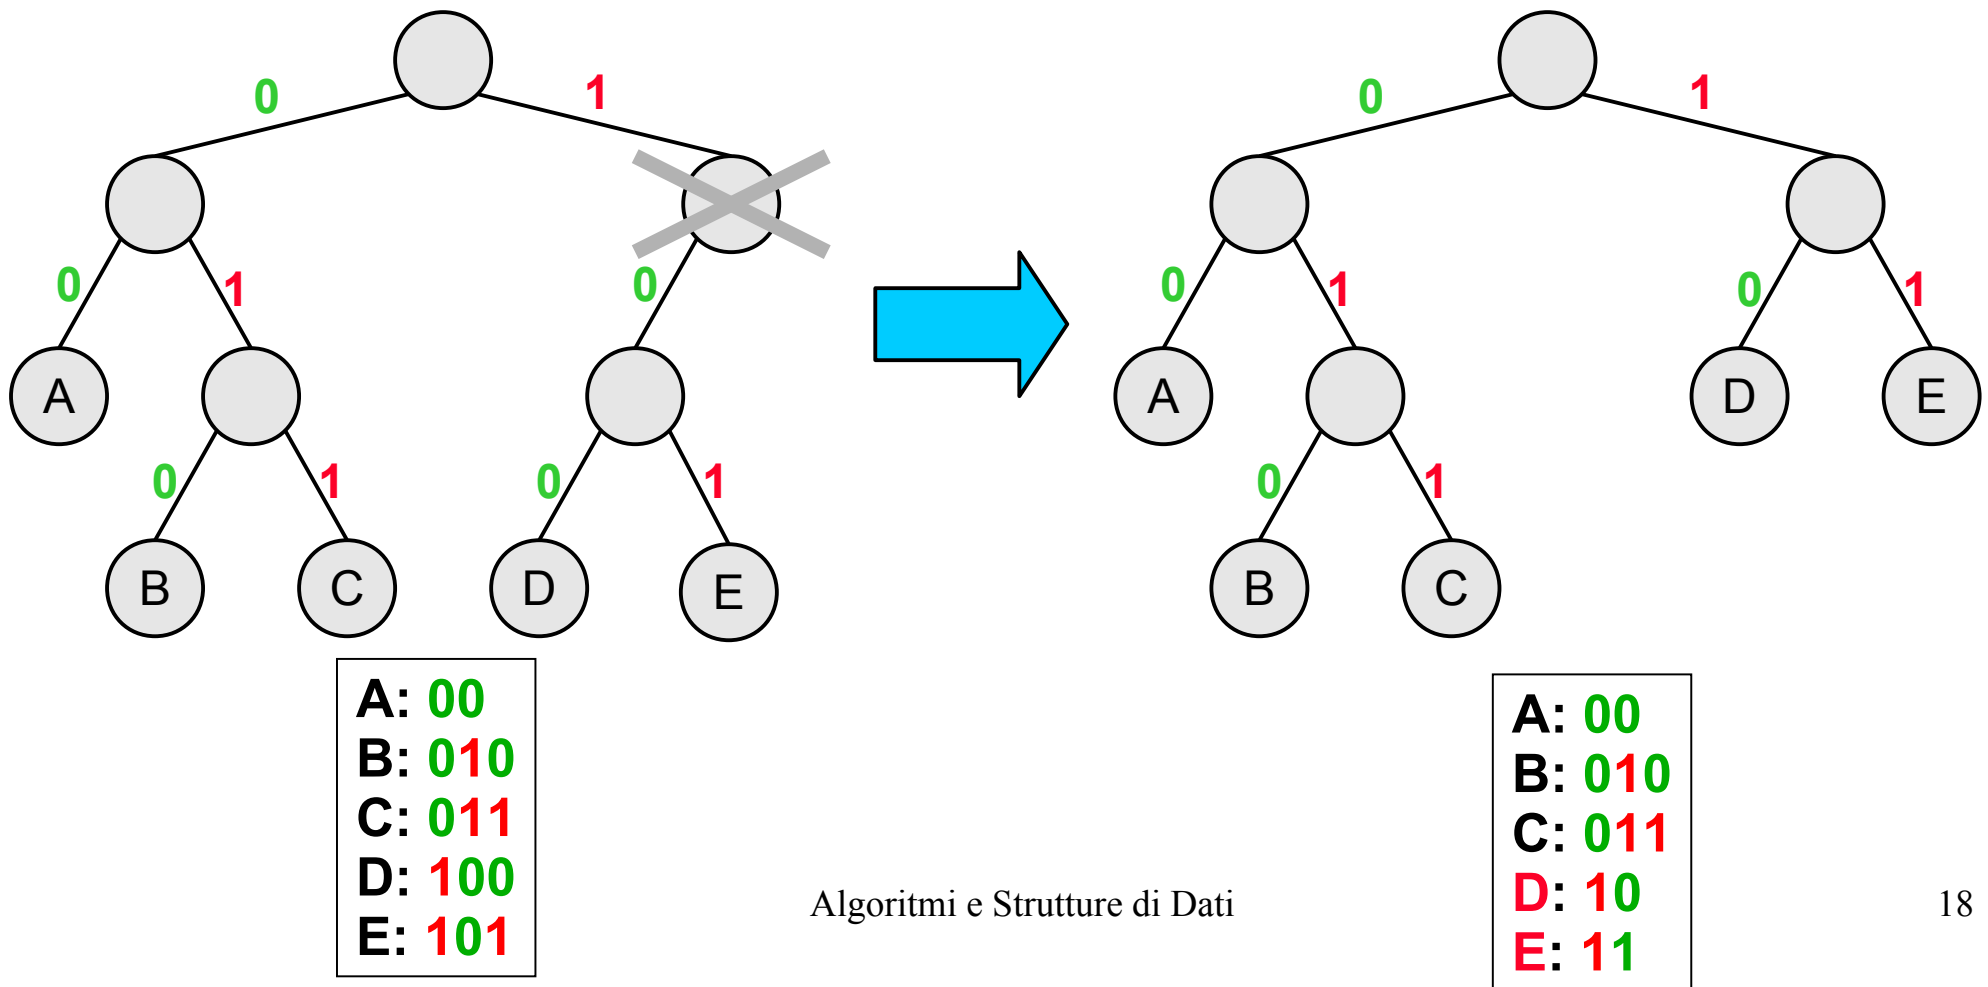 0 1 0 1
0 1 0 0 1 0 1
A A D E
0 1 0 1 0 1
B C D E B C
A: 00
B: 010
C: 011
D: 100
E: 101
A: 00
B: 010
C: 011
D: 10
E: 11
Algoritmi e Strutture di Dati 18